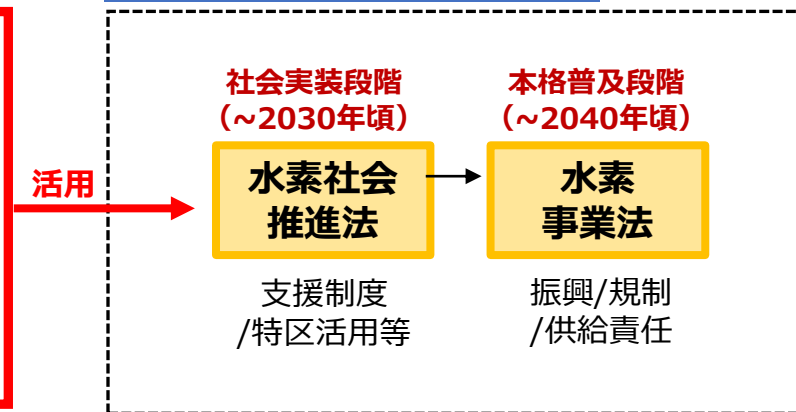 社会実装段階
（~2030年頃）
本格普及段階
（~2040年頃）
活用
水素社会
推進法
水素
事業法
支援制度
/特区活用等
振興/規制
/供給責任